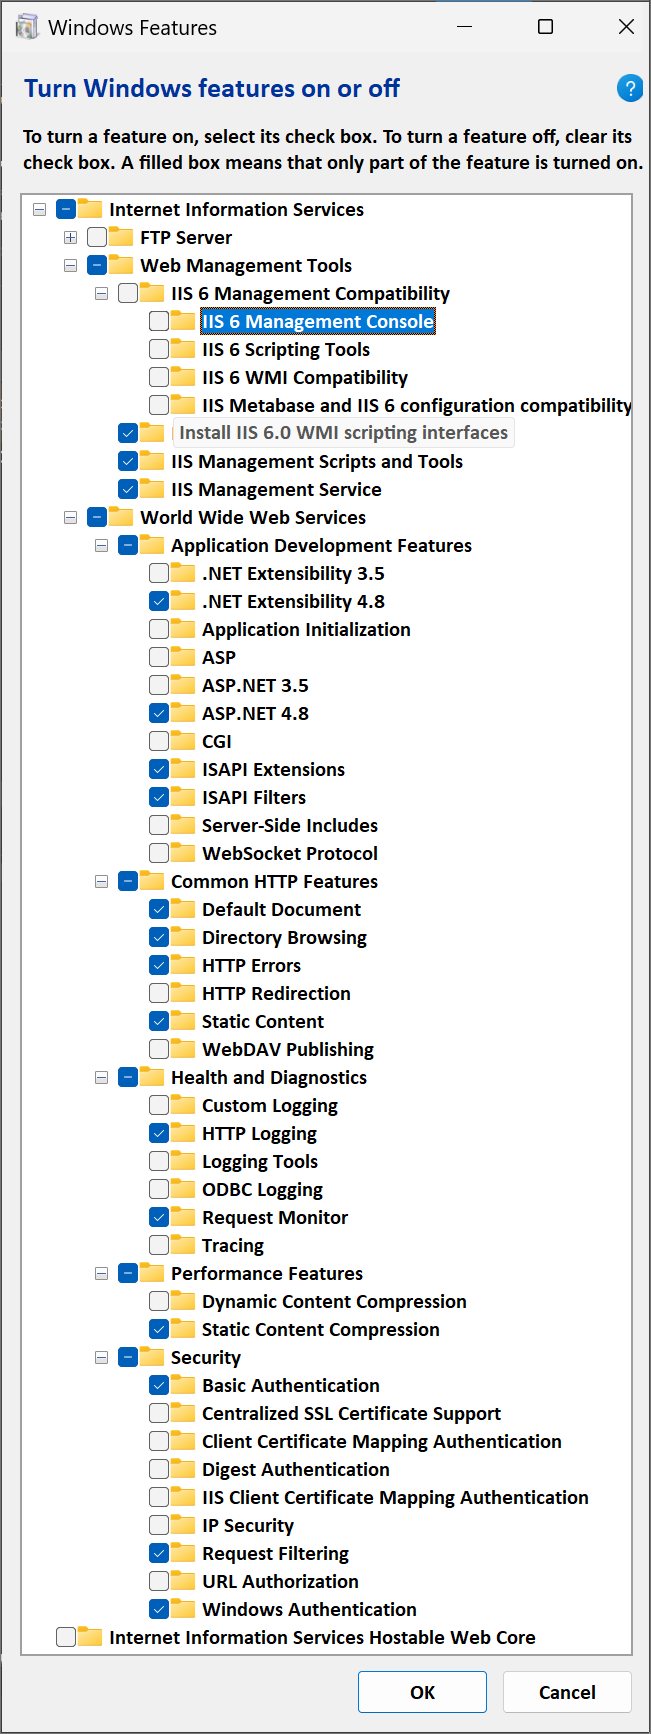 Windows Features
Turn Windows features on or off
?
To turn a feature on, select its check box. To turn a feature off, clear its
check box. A filled box means that only part of the feature is turned on.
Internet Information Services
FTP Server
Web Management Tools
IIS 6 Management Compatibility
IIS 6 Management Console
IIS 6 Scripting Tools
IIS 6 WMI Compatibility
IIS Metabase and IIS 6 configuration compatibility
Install IIS 6.0 WMI scripting interfaces
IIS Management Scripts and Tools
IIS Management Service
World Wide Web Services
Application Development Features
.NET Extensibility 3.5
.NET Extensibility 4.8
Application Initialization
ASP
ASP.NET 3.5
ASP.NET 4.8
CGI
ISAPI Extensions
ISAPI Filters
Server-Side Includes
WebSocket Protocol
Common HTTP Features
Default Document
Directory Browsing
HTTP Errors
HTTP Redirection
Static Content
WebDAV Publishing
Health and Diagnostics
Custom Logging
HTTP Logging
Logging Tools
ODBC Logging
Request Monitor
Tracing
Performance Features
Dynamic Content Compression
Static Content Compression
Security
Basic Authentication
Centralized SSL Certificate Support
Client Certificate Mapping Authentication
Digest Authentication
IIS Client Certificate Mapping Authentication
IP Security
Request Filtering
URL Authorization
Windows Authentication
Internet Information Services Hostable Web Core
OK
Cancel